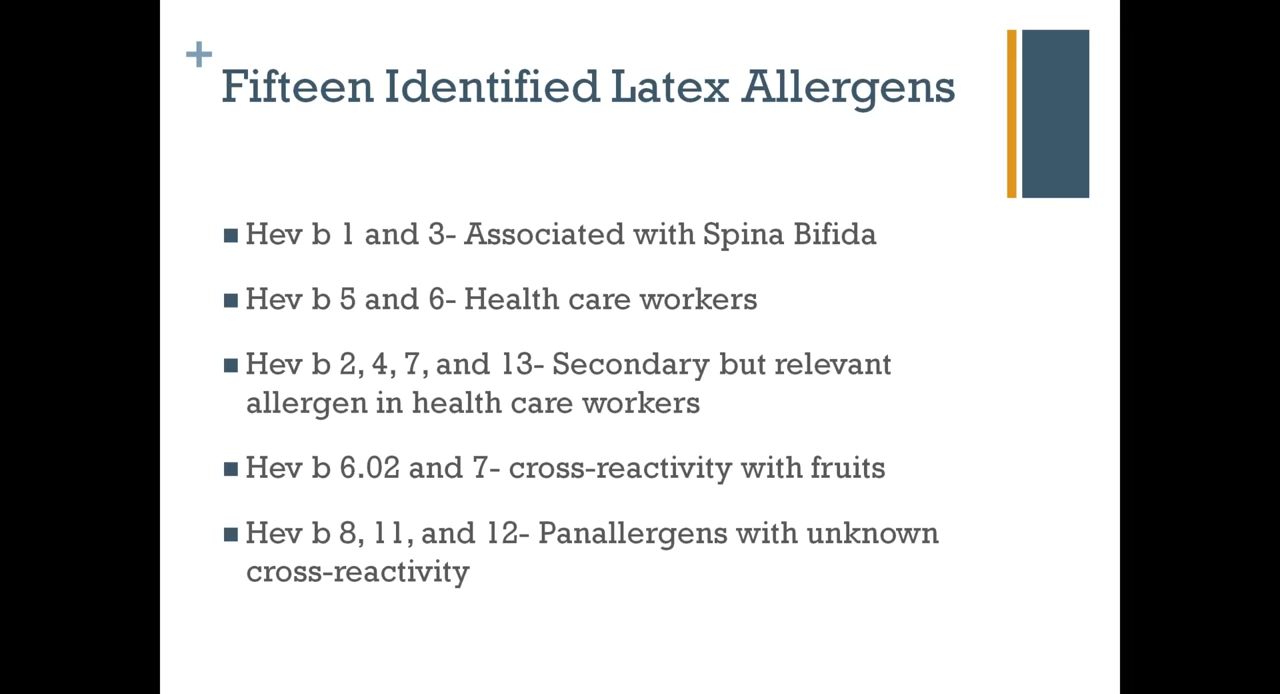 +
Fifteen Identified Latex Allergens
■ Hev b 1 and 3- Associated with Spina Bifida
■ Hev b 5 and 6- Health care workers
■ Hev b 2, 4, 7, and 13- Secondary but relevant
allergen in health care workers
■ Hev b 6.02 and 7- cross-reactivity with fruits
■ Hev b 8, 11, and 12- Panallergens with unknown
cross-reactivity